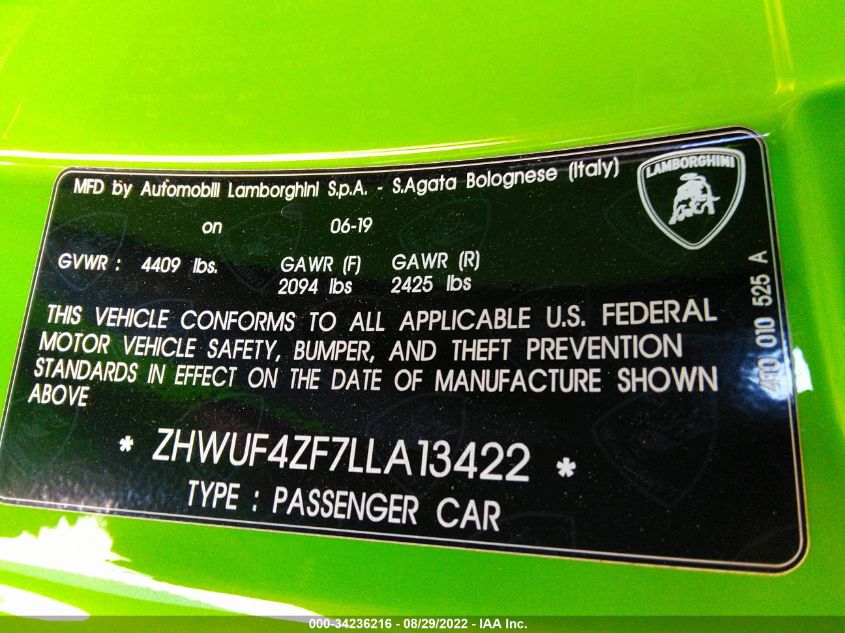 MFD by Automobili Lamborghini S.p.A. - S.Agata Bolognese (Italy)
LAMBORGHINI
on 06-19
GVWR : 4409 lbs. GAWR (F) GAWR (R)
2094 lbs 2425 lbs
THIS VEHICLE CONFORMS TO ALL APPLICABLE U.S. FEDERAL
MOTOR VEHICLE SAFETY, BUMPER, AND THEFT PREVENTION
STANDARDS IN EFFECT ON THE DATE OF MANUFACTURE SHOWN
ABOVE
* ZHWUF4ZF7LLA13422 *
TYPE : PASSENGER CAR
4T0 010 525 A
000-34236216 - 08/29/2022 - IAA Inc.